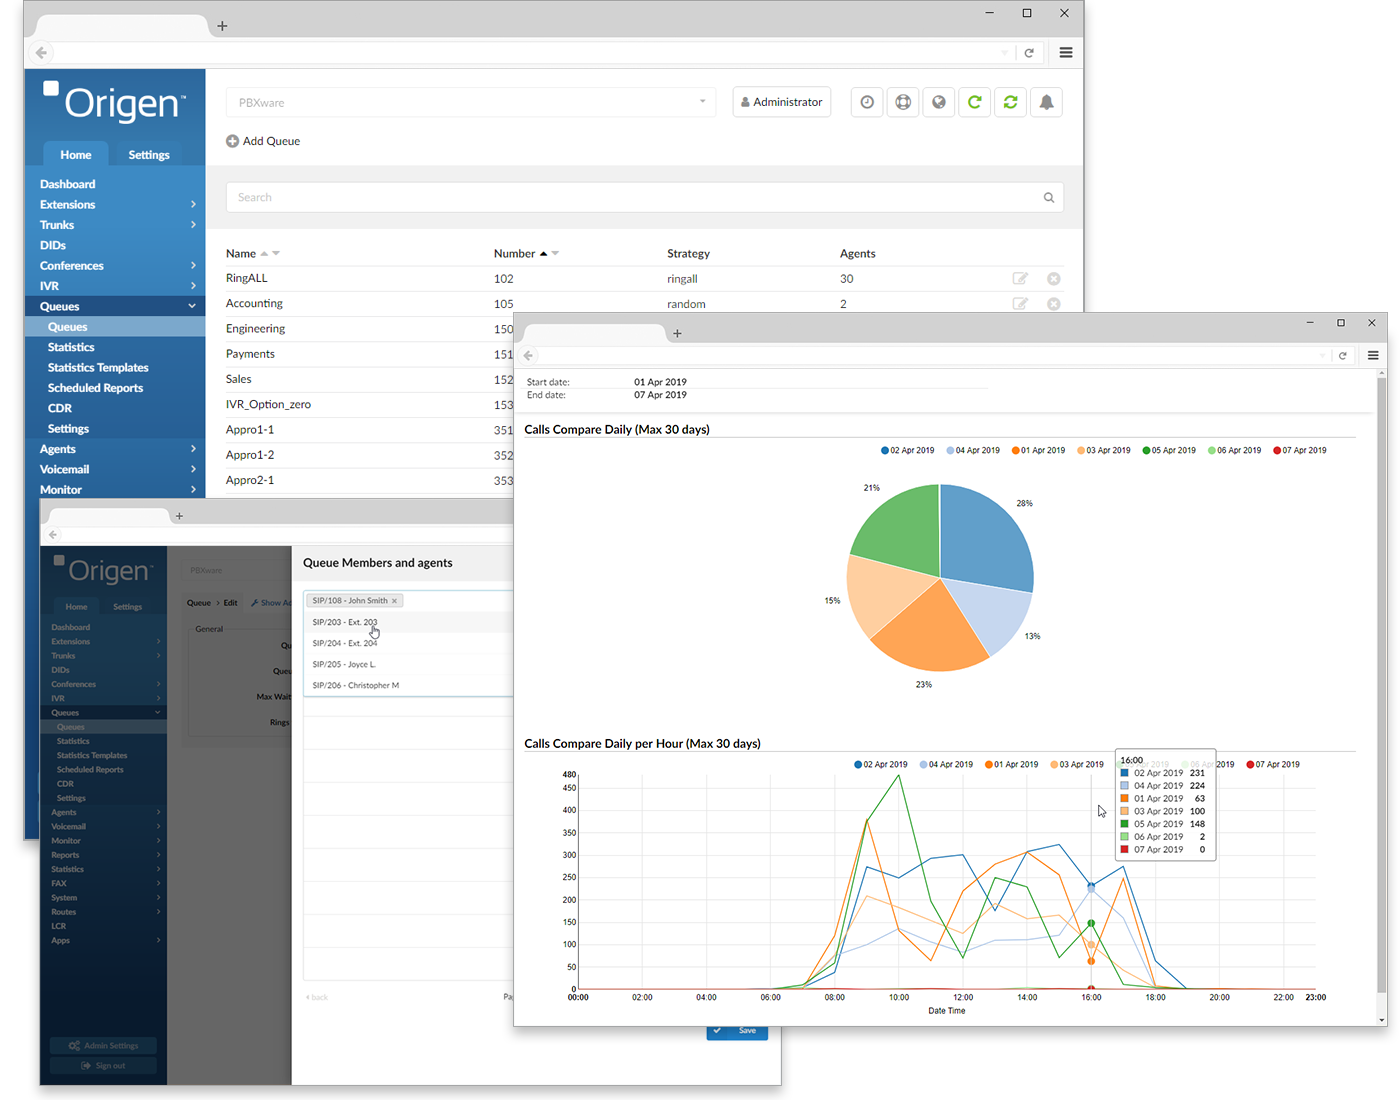 Origen™
PBXware
Administrator
Add Queue
Home Settings
Search
Dashboard
Extensions
Trunks
DIDs
Conferences
IVR
Queues
Queues
Statistics
Statistics Templates
Scheduled Reports
CDR
Settings
Agents
Voicemail
Monitor
Name Number Strategy Agents
RingALL 102 ringall 30
Accounting 105 random 2
Engineering 150
Payments 151
Sales 152
IVR_Option_zero 153
Appro1-1 351
Appro1-2 352
Appro2-1 353
Start date: 01 Apr 2019
End date: 07 Apr 2019
Calls Compare Daily (Max 30 days)
02 Apr 2019 04 Apr 2019 01 Apr 2019 03 Apr 2019 05 Apr 2019 06 Apr 2019 07 Apr 2019
21%
28%
15%
13%
23%
Calls Compare Daily per Hour (Max 30 days)
02 Apr 2019 04 Apr 2019 01 Apr 2019 03 Apr 2019 2019 07 Apr 2019
16:00
02 Apr 2019 231
04 Apr 2019 224
01 Apr 2019 63
03 Apr 2019 100
05 Apr 2019 148
06 Apr 2019 2
07 Apr 2019 0
480
450
400
350
300
250
200
150
100
50
0
00:00 02:00 04:00 06:00 08:00 10:00 12:00 14:00 16:00 18:00 20:00 22:00 23:00
Date Time
Origen™
PBXware
Home Settings
Queue > Edit Show Ad
General
Qu
Queu
Max Wait
Rings
Dashboard
Extensions
Trunks
DIDs
Conferences
IVR
Queues
Queues
Statistics
Statistics Templates
Scheduled Reports
CDR
Settings
Agents
Voicemail
Monitor
Reports
Statistics
FAX
System
Routes
LCR
Apps
Admin Settings
Sign out
Queue Members and agents
SIP/108 - John Smith ×
SIP/203 - Ext. 203
SIP/204 - Ext. 204
SIP/205 - Joyce L.
SIP/206 - Christopher M
back
Pa
Save